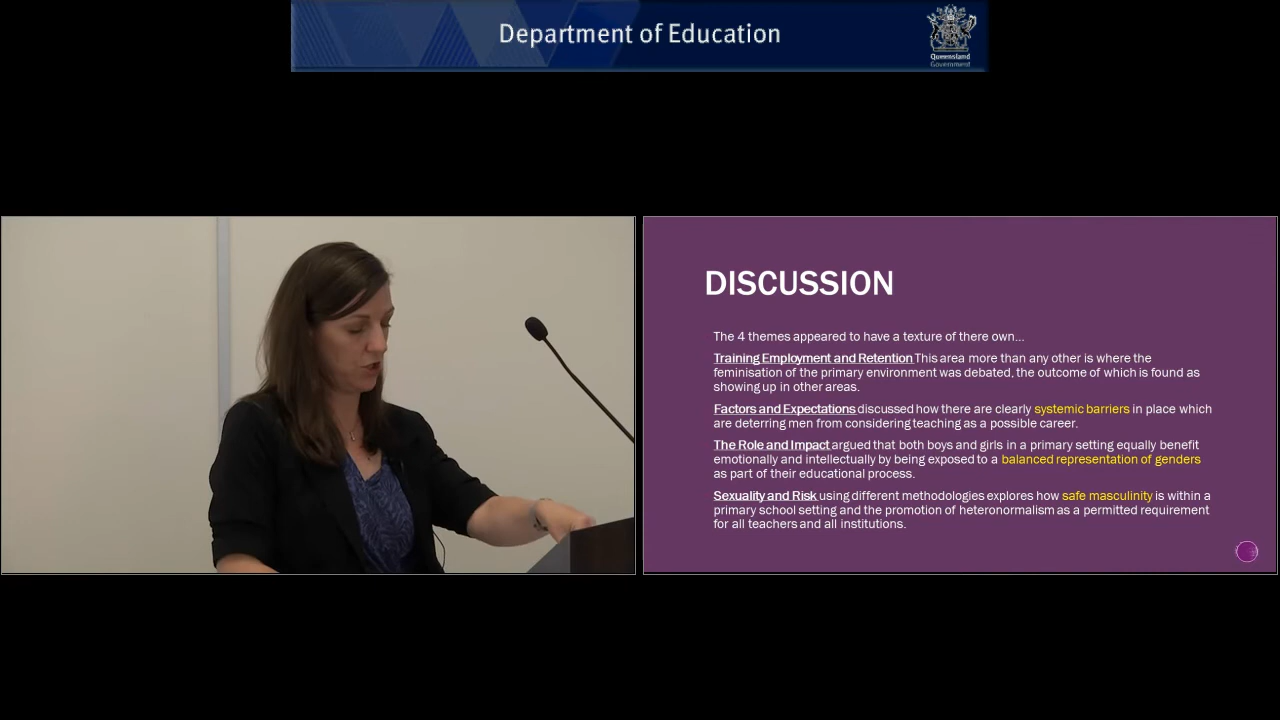 Department of Education
Queensland
Government
DISCUSSION
The 4 themes appeared to have a texture of there own...
Training Employment and Retention This area more than any other is where the
feminisation of the primary environment was debated, the outcome of which is found as
showing up in other areas.
Factors and Expectations discussed how there are clearly systemic barriers in place which
are deterring men from considering teaching as a possible career.
The Role and Impact argued that both boys and girls in a primary setting equally benefit
emotionally and intellectually by being exposed to a balanced representation of genders
as part of their educational process.
Sexuality and Risk using different methodologies explores how safe masculinity is within a
primary school setting and the promotion of heteronormalism as a permitted requirement
for all teachers and all institutions.